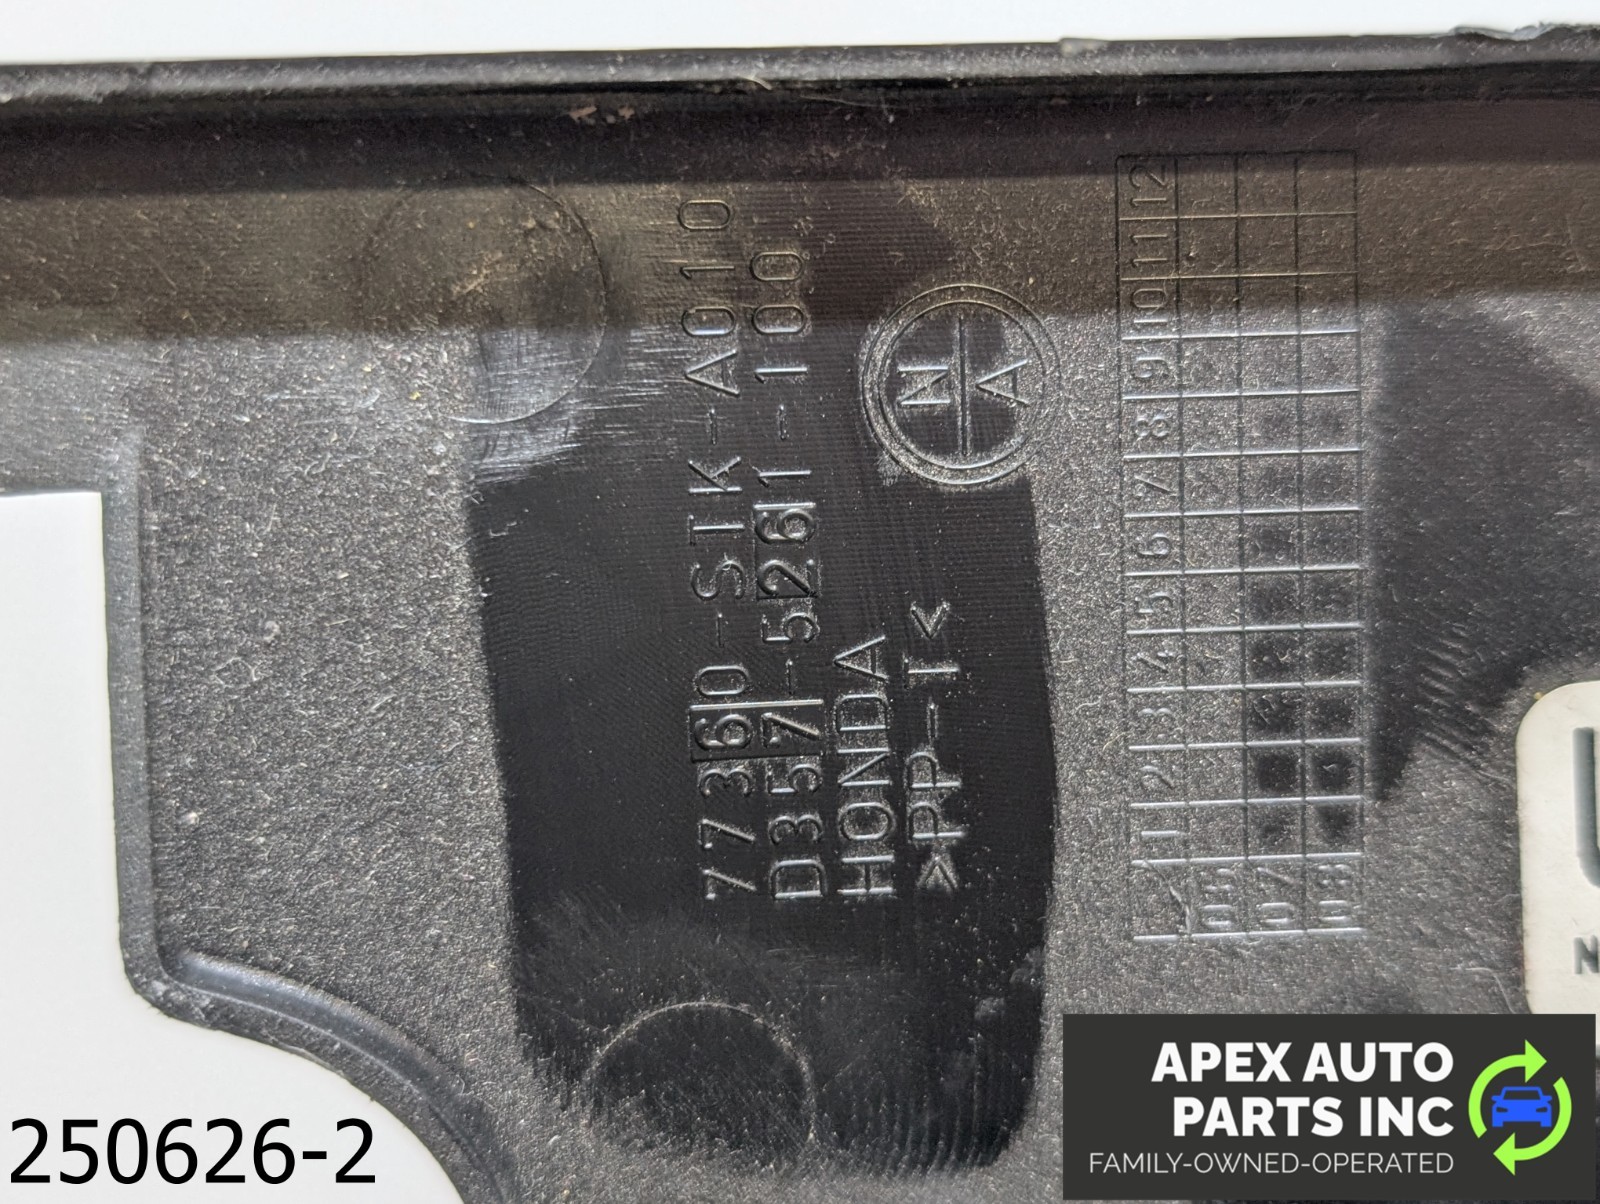 77360-STK-A010
D357-5261-100
HONDA
>PP-T<
N
A
1 2 3 4 5 6 7 8 9 10 11 12
06
07
08
N
APEX AUTO
PARTS INC
FAMILY-OWNED-OPERATED
250626-2